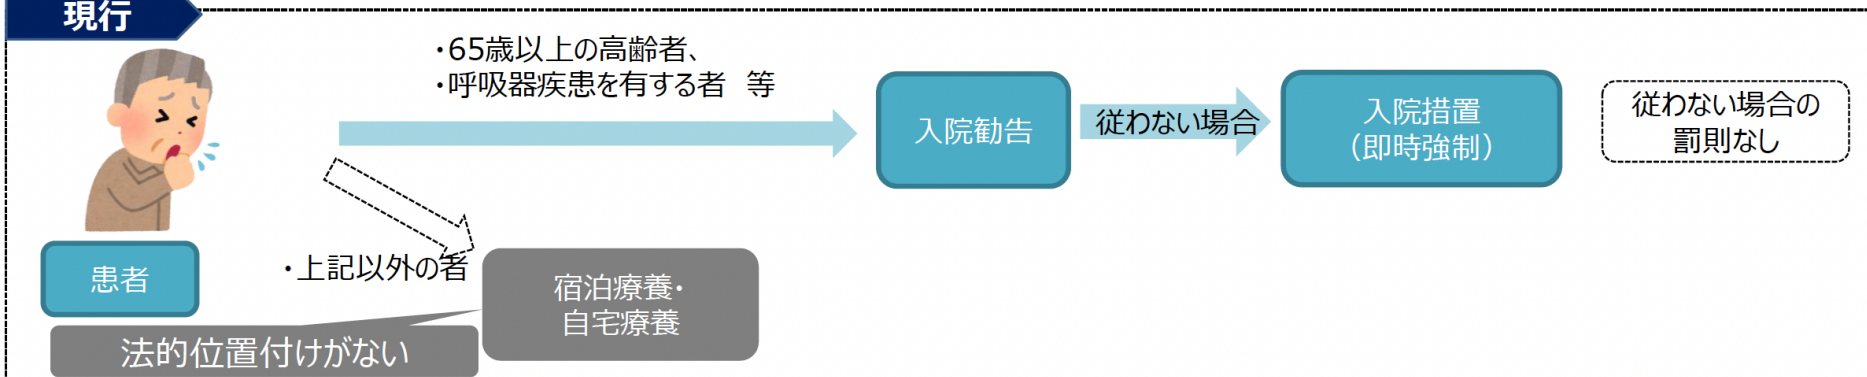 現行
・65歳以上の高齢者、
・呼吸器疾患を有する者　等
入院勧告
従わない場合
入院措置
（即時強制）
従わない場合の
罰則なし
患者
・上記以外の者
宿泊療養・
自宅療養
法的位置付けがない